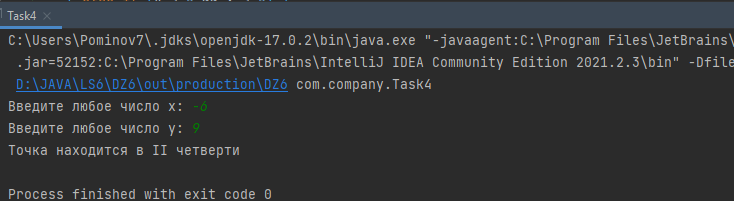 Task4
C:\Users\Pominov7\.jdks\openjdk-17.0.2\bin\java.exe "-javaagent:C:\Program Files\JetBrains\
.jar=52152:C:\Program Files\JetBrains\IntelliJ IDEA Community Edition 2021.2.3\bin" -Dfile
D:\JAVA\LS6\DZ6\out\production\DZ6 com.company.Task4
Введите любое число x: -6
Введите любое число y: 9
Точка находится в II четверти
Process finished with exit code 0